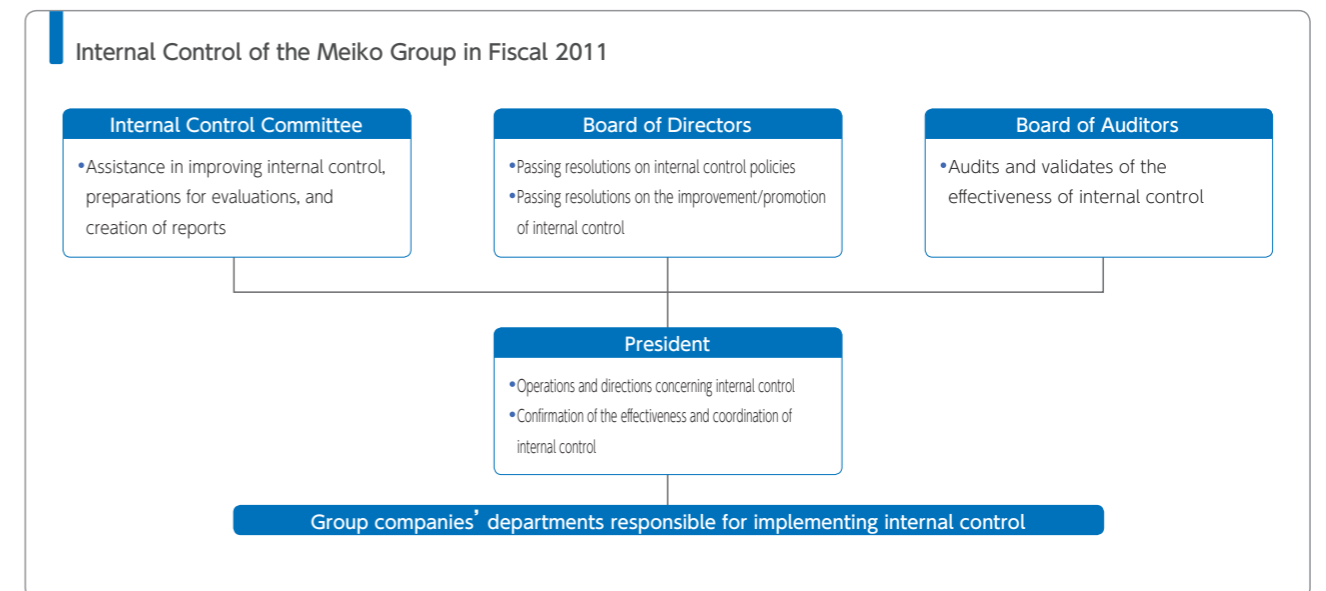 Internal Control of the Meiko Group in Fiscal 2011
Internal Control Committee
•Assistance in improving internal control,
preparations for evaluations, and
creation of reports
Board of Directors
•Passing resolutions on internal control policies
•Passing resolutions on the improvement/promotion
of internal control
Board of Auditors
•Audits and validates of the
effectiveness of internal control
President
•Operations and directions concerning internal control
•Confirmation of the effectiveness and coordination of
internal control
Group companies’ departments responsible for implementing internal control